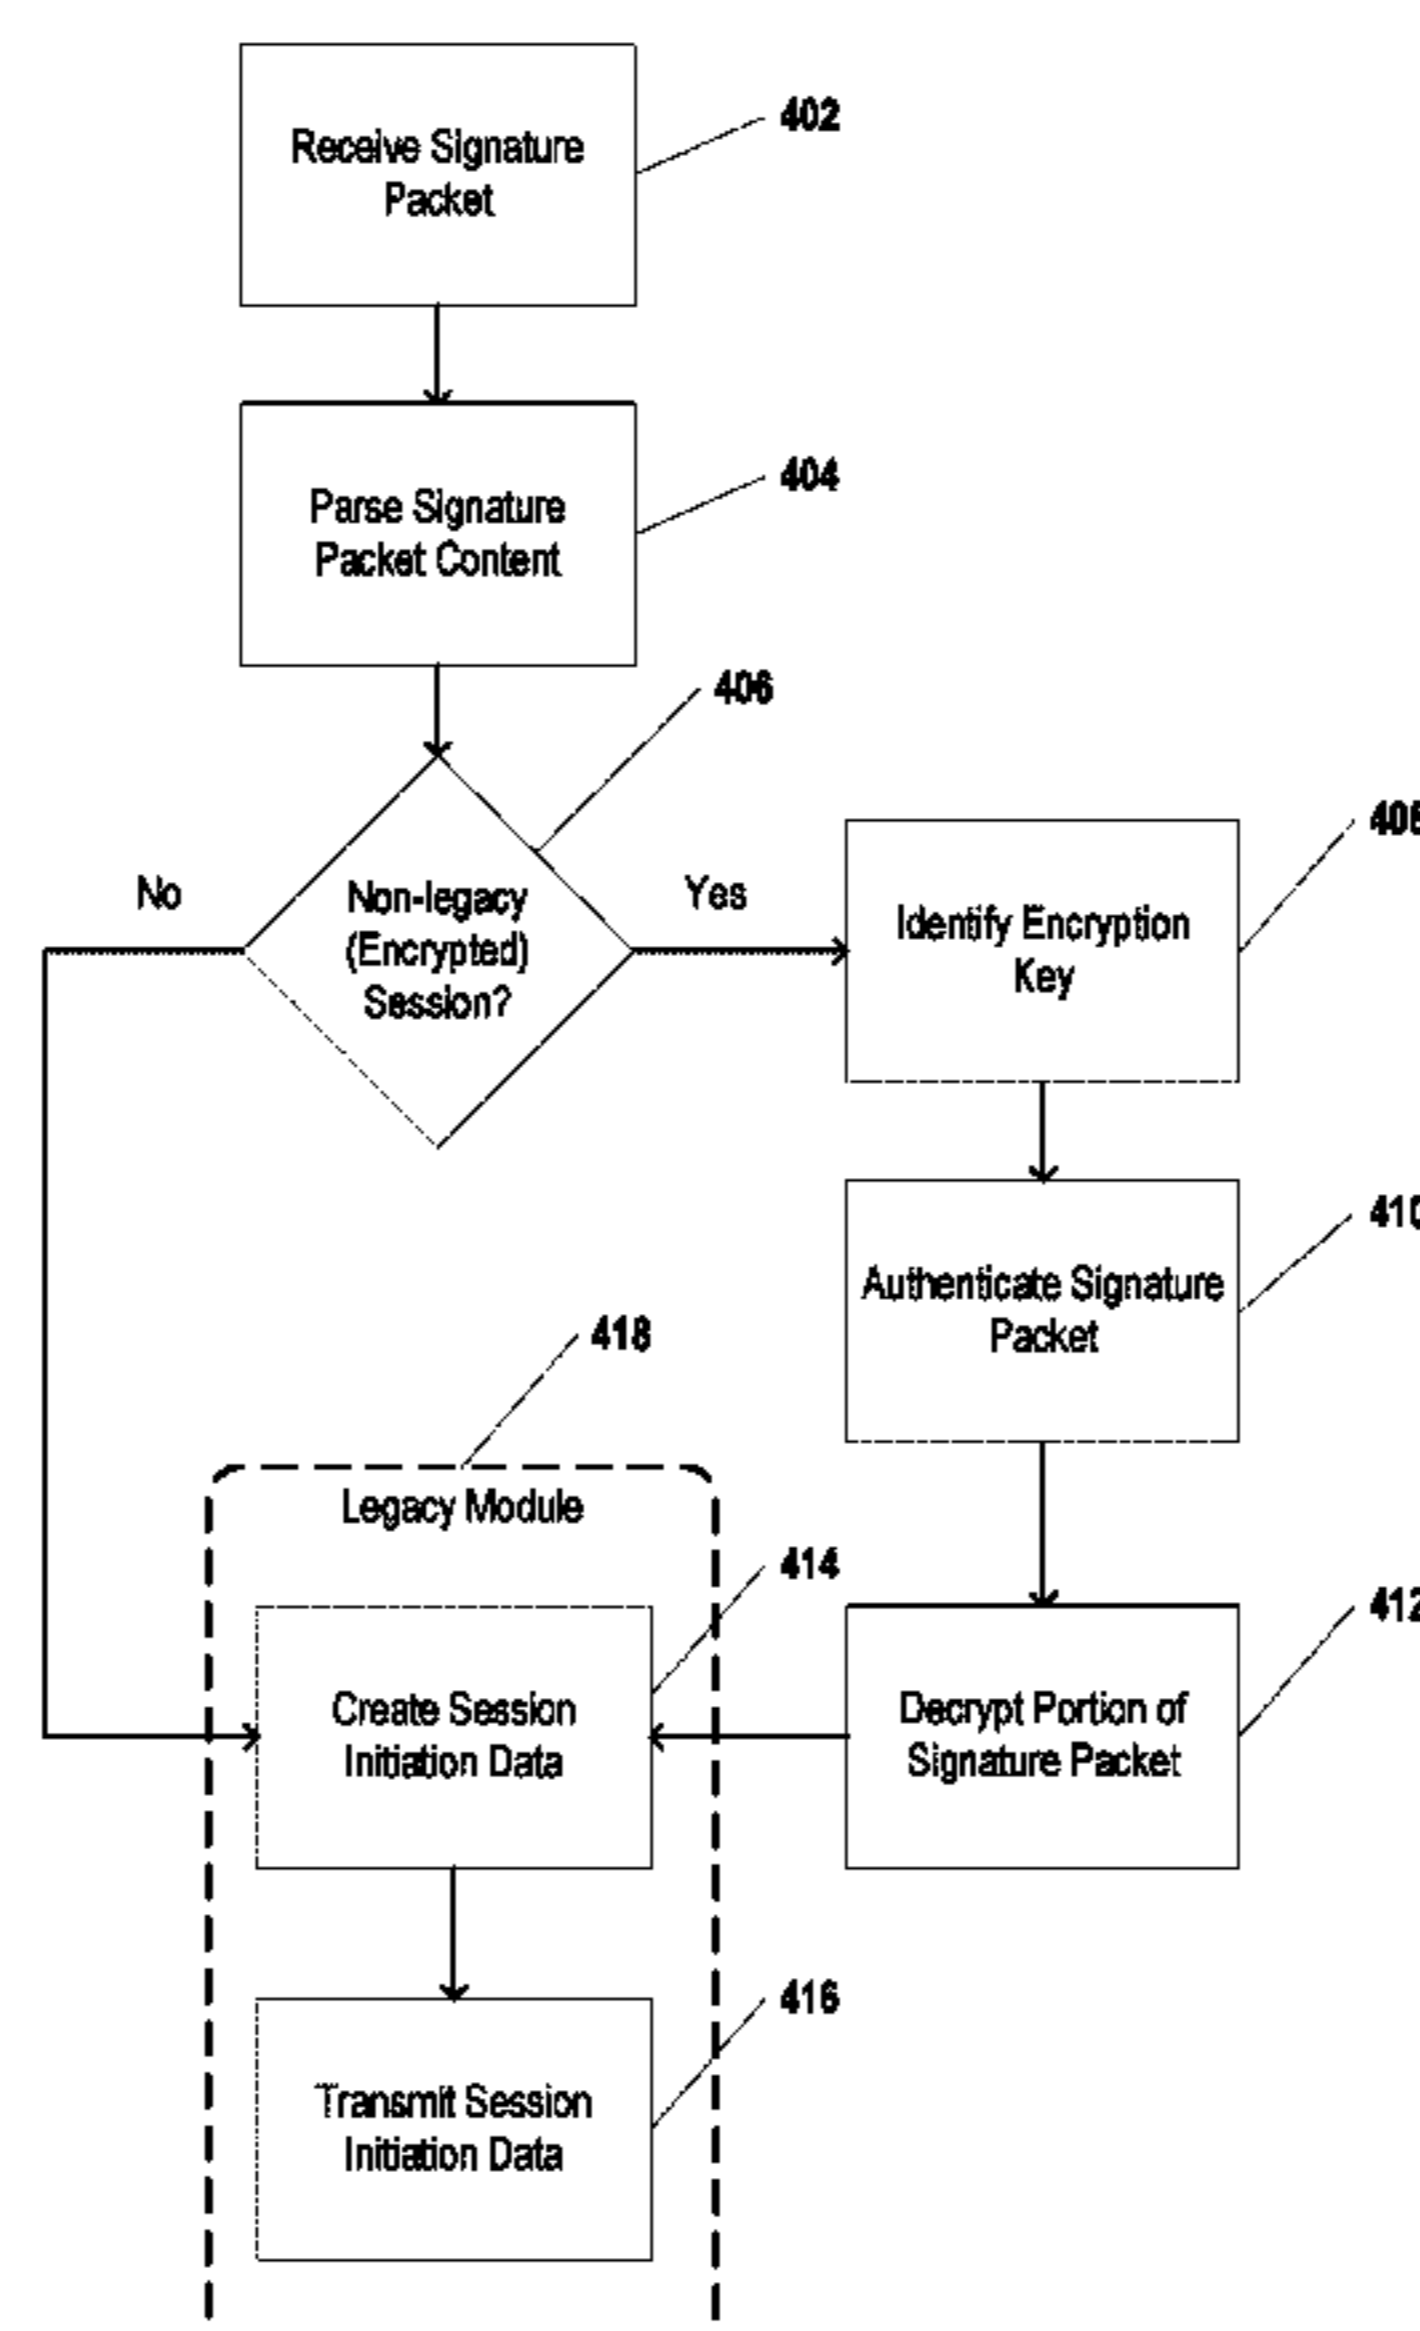 Receive Signature
Packet
402
Parse Signature
Packet Content
404
406
No
Non-legacy
(Encrypted)
Session?
Yes
Identify Encryption
Key
Authenticate Signature
Packet
410
418
Legacy Module
414
Create Session
Initiation Data
Decrypt Portion of
Signature Packet
412
416
Transmit Session
Initiation Data